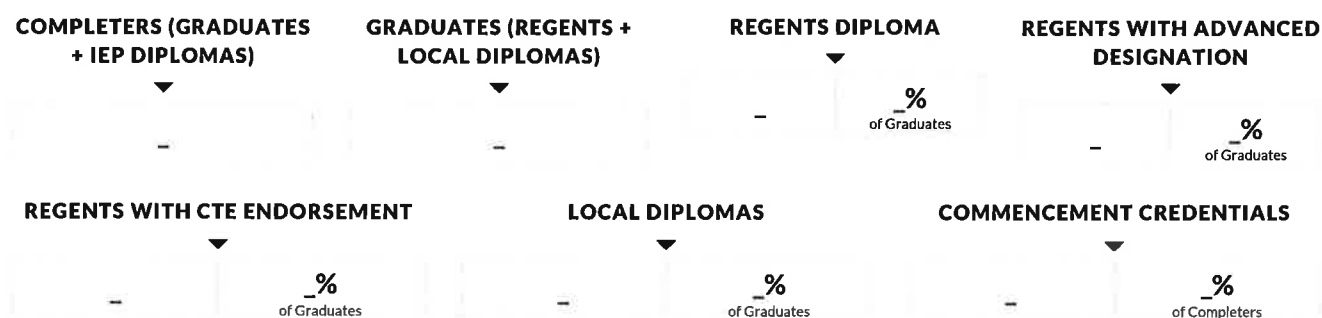 COMPLETERS (GRADUATES
+ IEP DIPLOMAS)
–
GRADUATES (REGENTS +
LOCAL DIPLOMAS)
–
REGENTS DIPLOMA
–
_%
of Graduates
REGENTS WITH ADVANCED
DESIGNATION
–
_%
of Graduates
REGENTS WITH CTE ENDORSEMENT
–
_%
of Graduates
LOCAL DIPLOMAS
–
_%
of Graduates
COMMENCEMENT CREDENTIALS
–
_%
of Completers